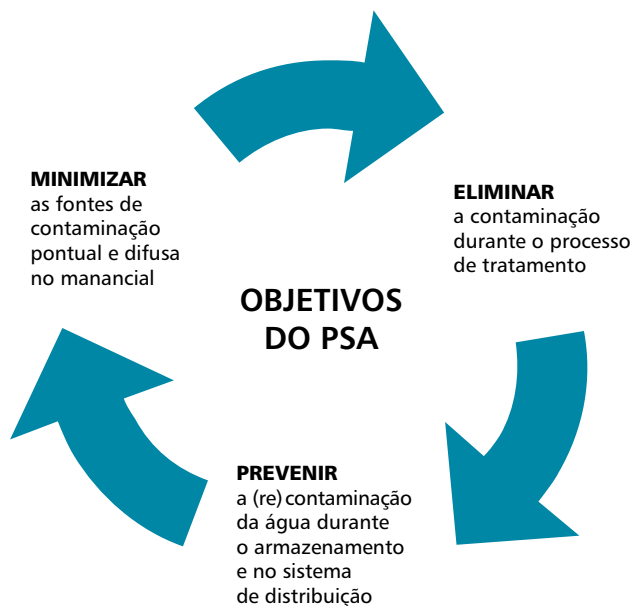 MINIMIZAR
as fontes de
contaminação
pontual e difusa
no manancial
ELIMINAR
a contaminação
durante o processo
de tratamento
OBJETIVOS
DO PSA
PREVENIR
a (re)contaminação
da água durante
o armazenamento
e no sistema
de distribuição